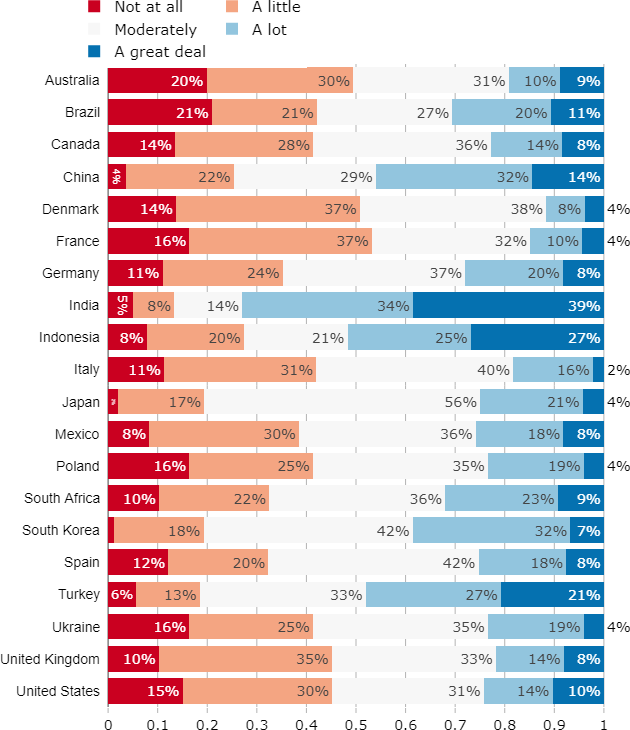 Not at all A little
Moderately A lot
A great deal
Australia 20% 30% 31% 10% 9%
Brazil 21% 21% 27% 20% 11%
Canada 14% 28% 36% 14% 8%
China 4% 22% 29% 32% 14%
Denmark 14% 37% 38% 8% 4%
France 16% 37% 32% 10% 4%
Germany 11% 24% 37% 20% 8%
India 5% 8% 14% 34% 39%
Indonesia 8% 20% 21% 25% 27%
Italy 11% 31% 40% 16% 2%
Japan 17% 56% 21% 4%
Mexico 8% 30% 36% 18% 8%
Poland 16% 25% 35% 19% 4%
South Africa 10% 22% 36% 23% 9%
South Korea 18% 42% 32% 7%
Spain 12% 20% 42% 18% 8%
Turkey 6% 13% 33% 27% 21%
Ukraine 16% 25% 35% 19% 4%
United Kingdom 10% 35% 33% 14% 8%
United States 15% 30% 31% 14% 10%
0 0.1 0.2 0.3 0.4 0.5 0.6 0.7 0.8 0.9 1